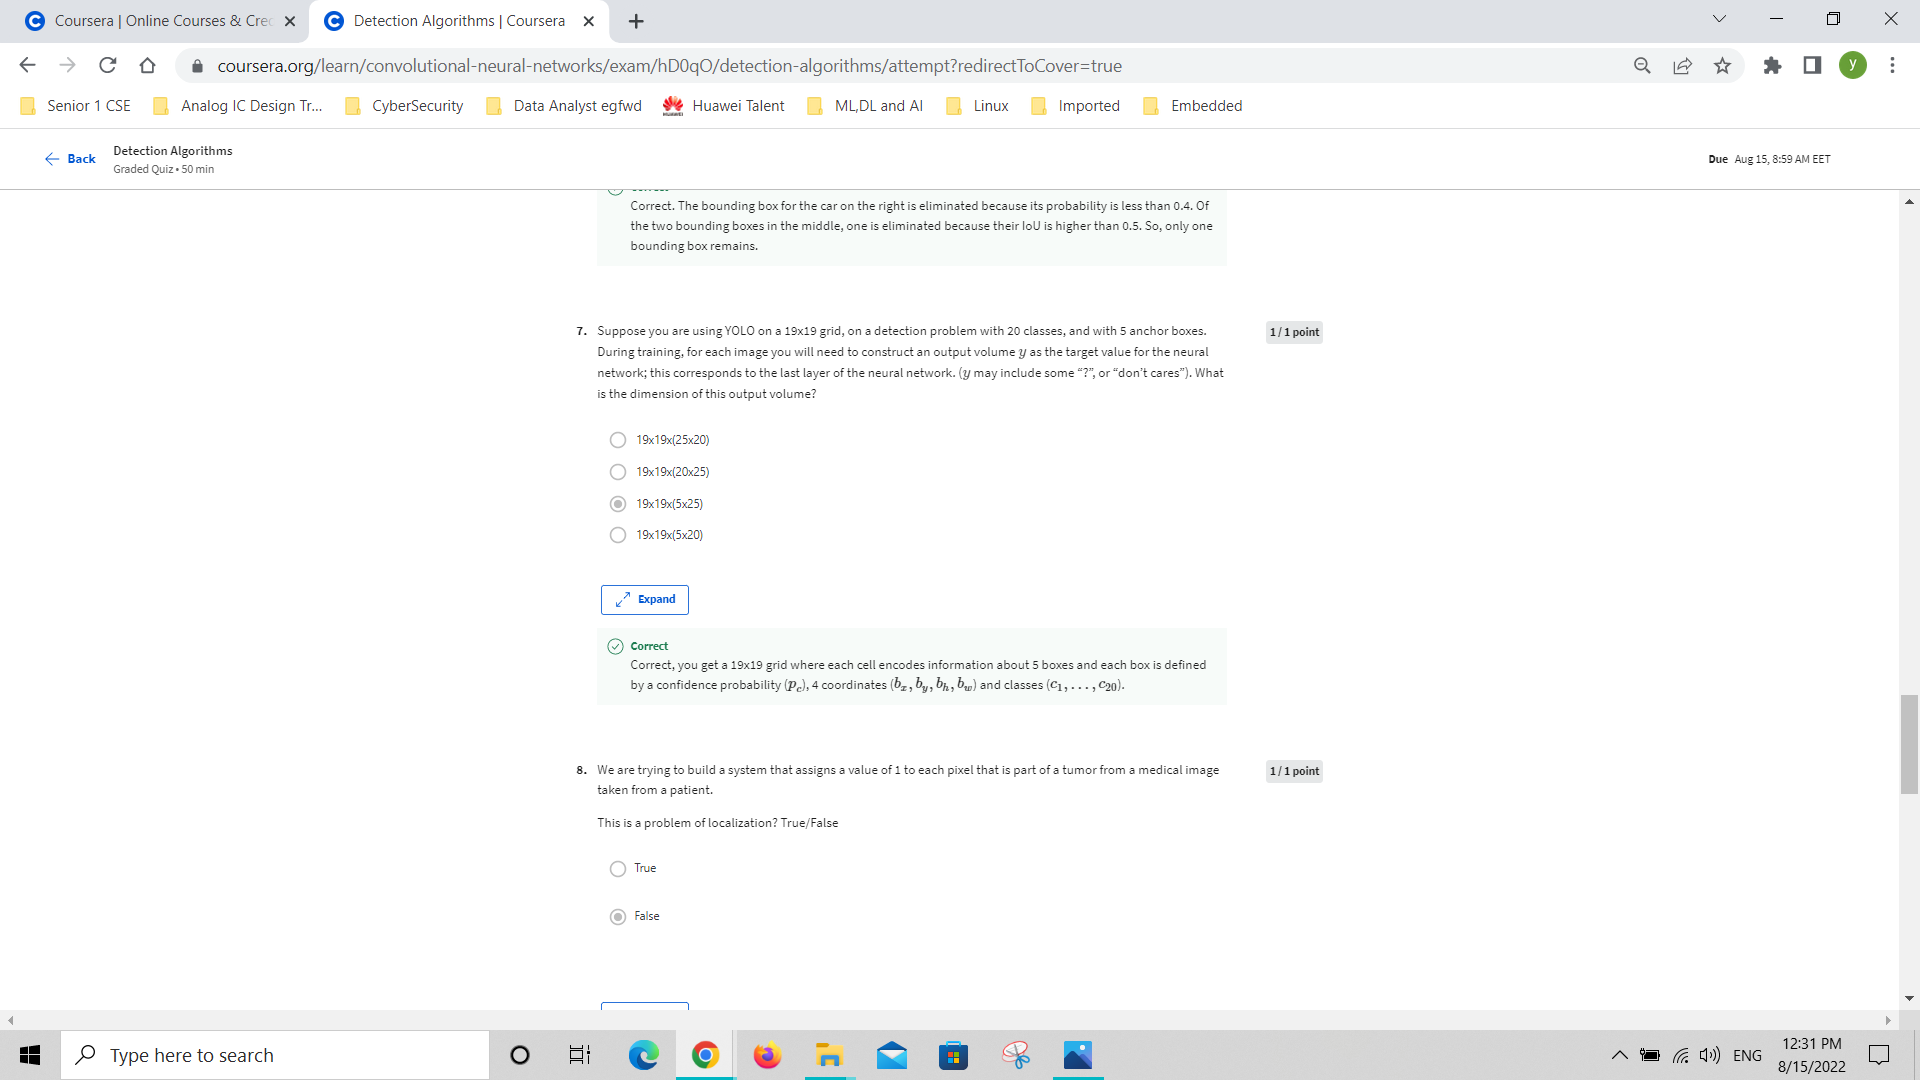 Coursera | Online Courses & Cre
Detection Algorithms | Coursera
coursera.org/learn/convolutional-neural-networks/exam/hD0qO/detection-algorithms/attempt?redirectToCover=true
y
Senior 1 CSE
Analog IC Design Tr...
CyberSecurity
Data Analyst egfwd
Huawei Talent
ML,DL and AI
Linux
Imported
Embedded
Back
Detection Algorithms
Graded Quiz • 50 min
Due Aug 15, 8:59 AM EET
Correct. The bounding box for the car on the right is eliminated because its probability is less than 0.4. Of
the two bounding boxes in the middle, one is eliminated because their IoU is higher than 0.5. So, only one
bounding box remains.
7. Suppose you are using YOLO on a 19x19 grid, on a detection problem with 20 classes, and with 5 anchor boxes.
1 / 1 point
During training, for each image you will need to construct an output volume y as the target value for the neural
network; this corresponds to the last layer of the neural network. (y may include some “?”, or “don’t cares”). What
is the dimension of this output volume?
19x19x(25x20)
19x19x(20x25)
19x19x(5x25)
19x19x(5x20)
Expand
Correct
Correct, you get a 19x19 grid where each cell encodes information about 5 boxes and each box is defined
by a confidence probability (p_c), 4 coordinates (b_x, b_y, b_h, b_w) and classes (c_1, . . . , c_20).
8. We are trying to build a system that assigns a value of 1 to each pixel that is part of a tumor from a medical image
1 / 1 point
taken from a patient.
This is a problem of localization? True/False
True
False
Type here to search
ENG
12:31 PM
8/15/2022